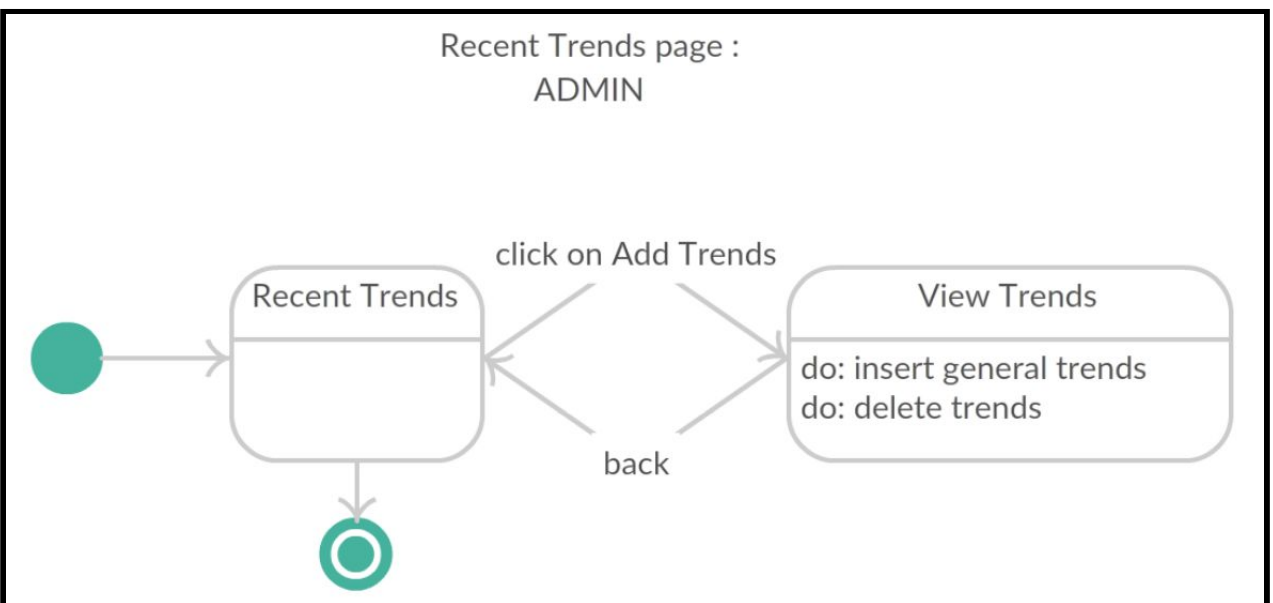 Recent Trends page :
ADMIN
click on Add Trends
Recent Trends
View Trends
do: insert general trends
do: delete trends
back